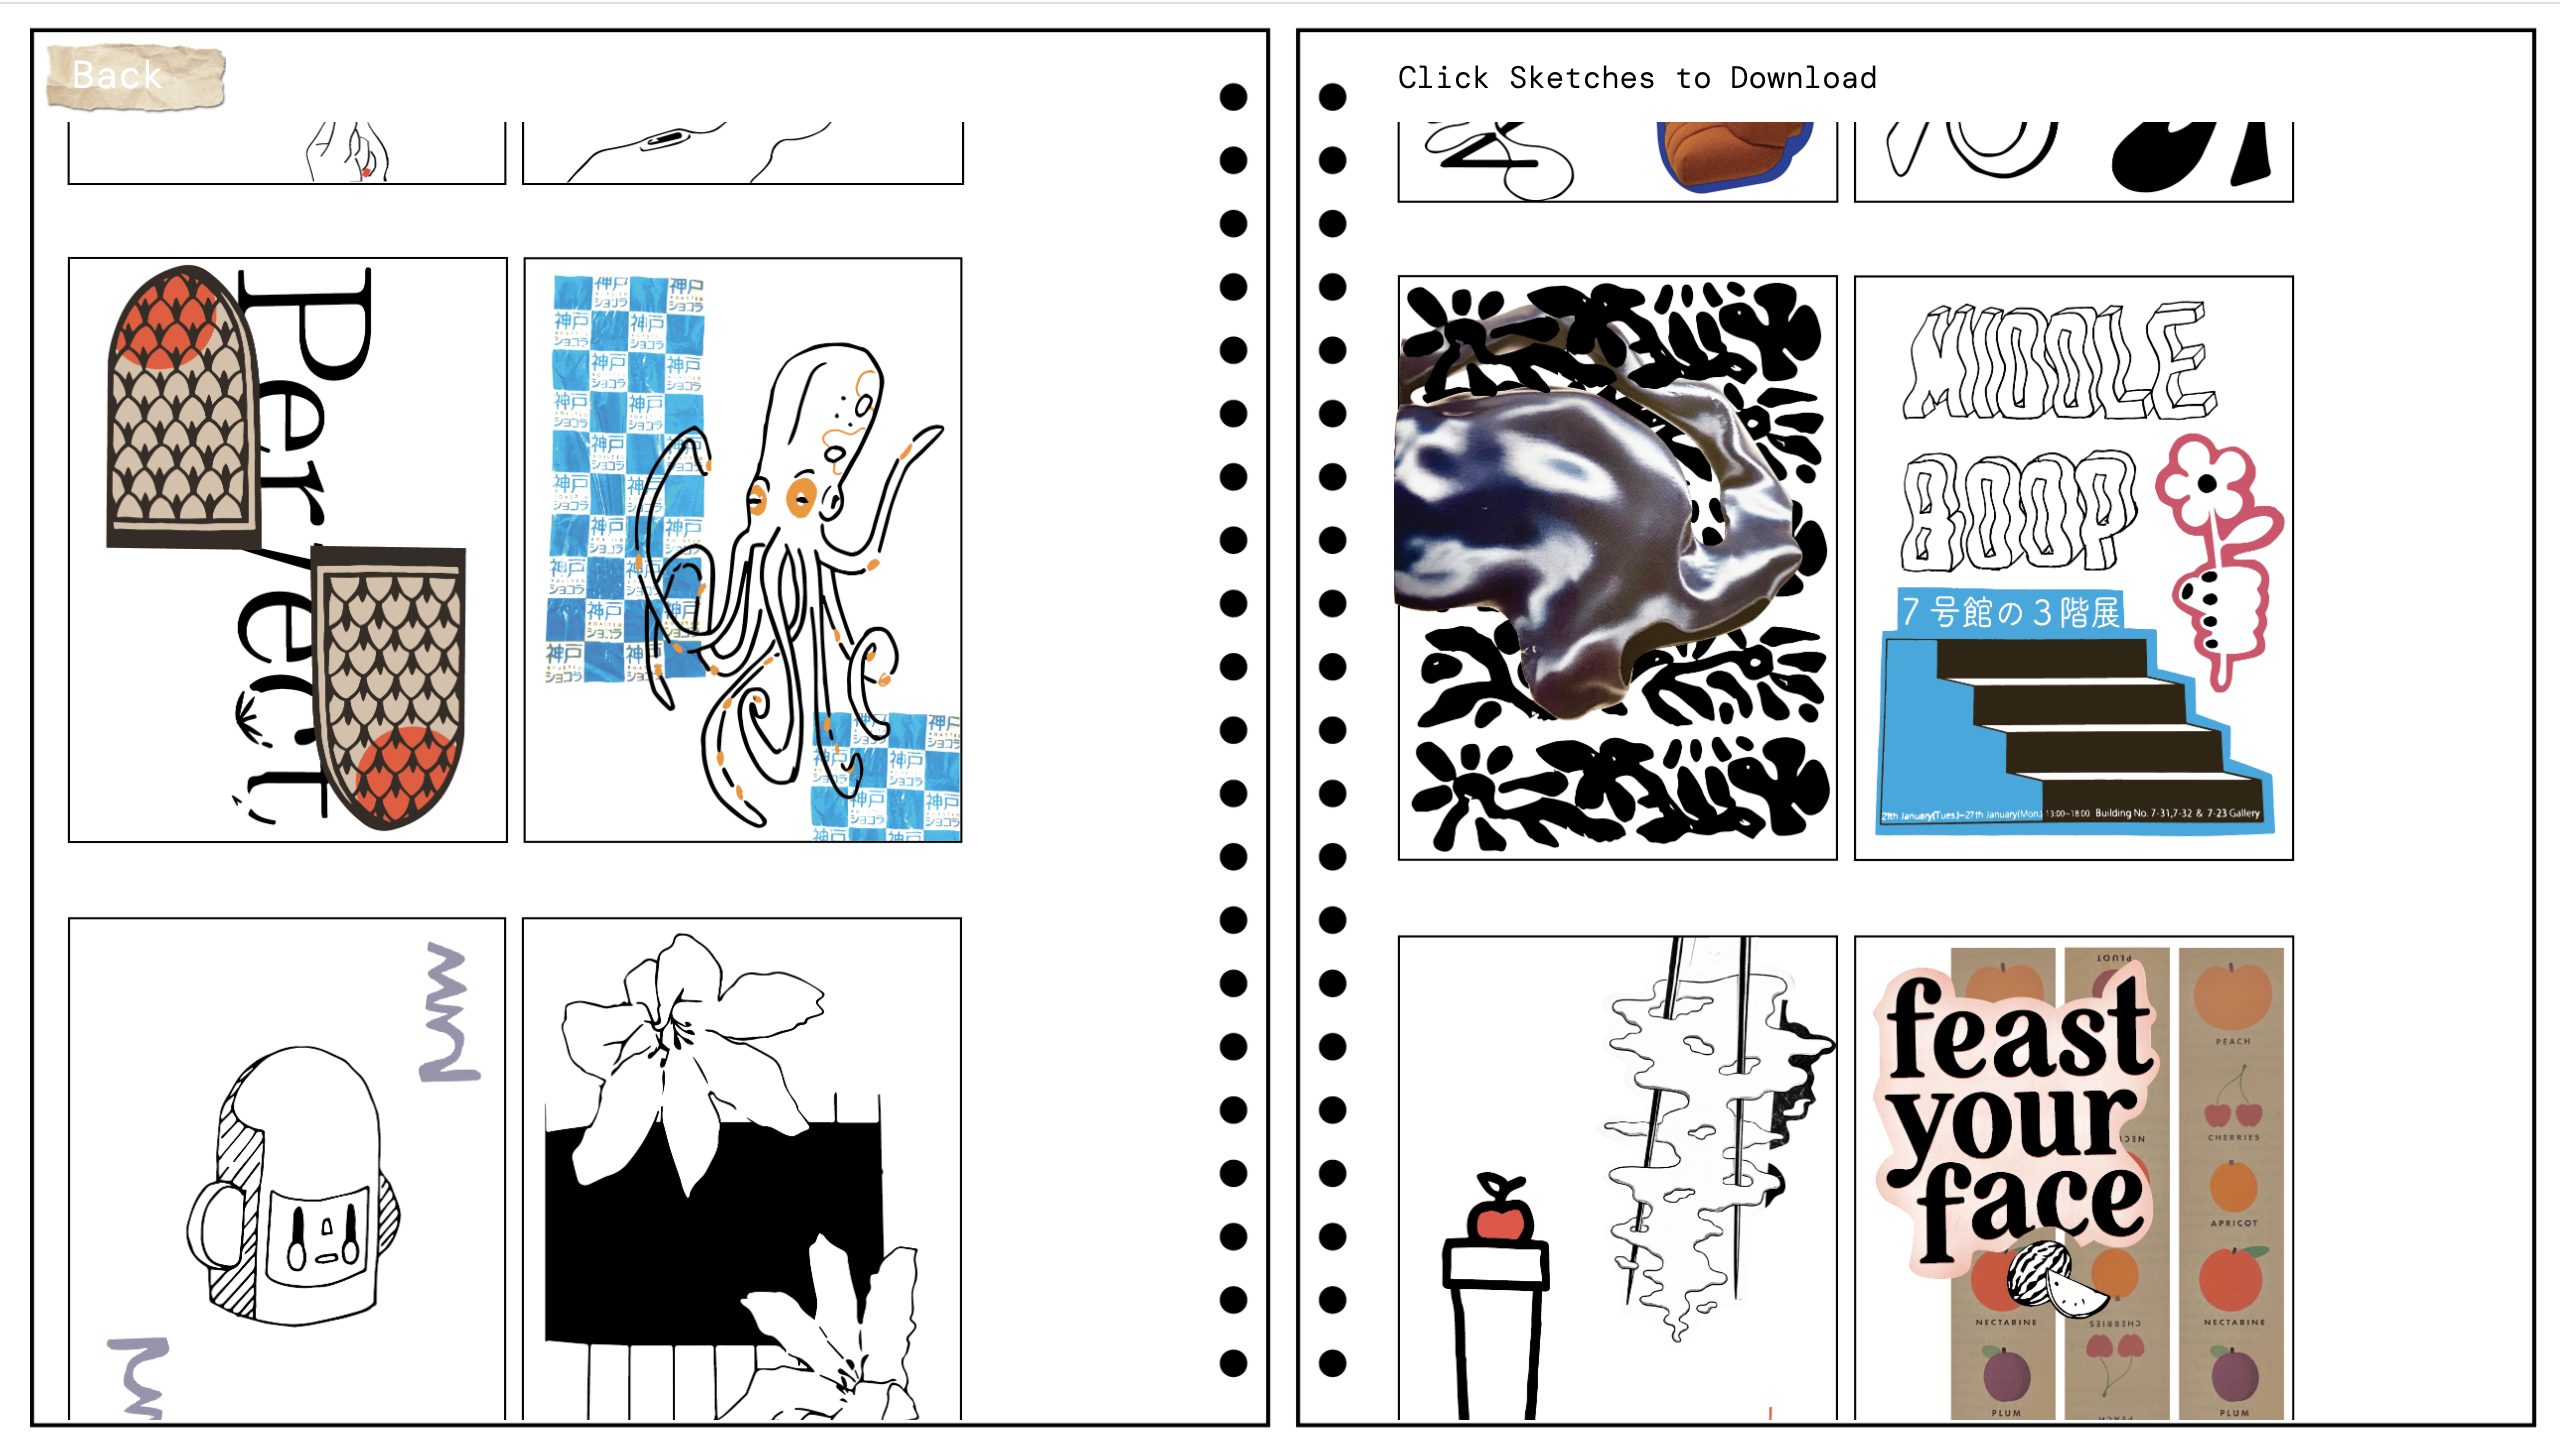 Back
Click Sketches to Download
Perfect
神戸
ROASTED
ショコラ
MIDDLE
BOOP
7号館の3階展
21th January(Tues.)~27th January(Mon.) 13:00~18:00 Building No. 7-31,7-32 & 7-23 Gallery
feast
your
face
PLUOT
PEACH
CHERRIES
APRICOT
NECTARINE
CHERRIES
NECTARINE
PLUM
PEACH
PLUM